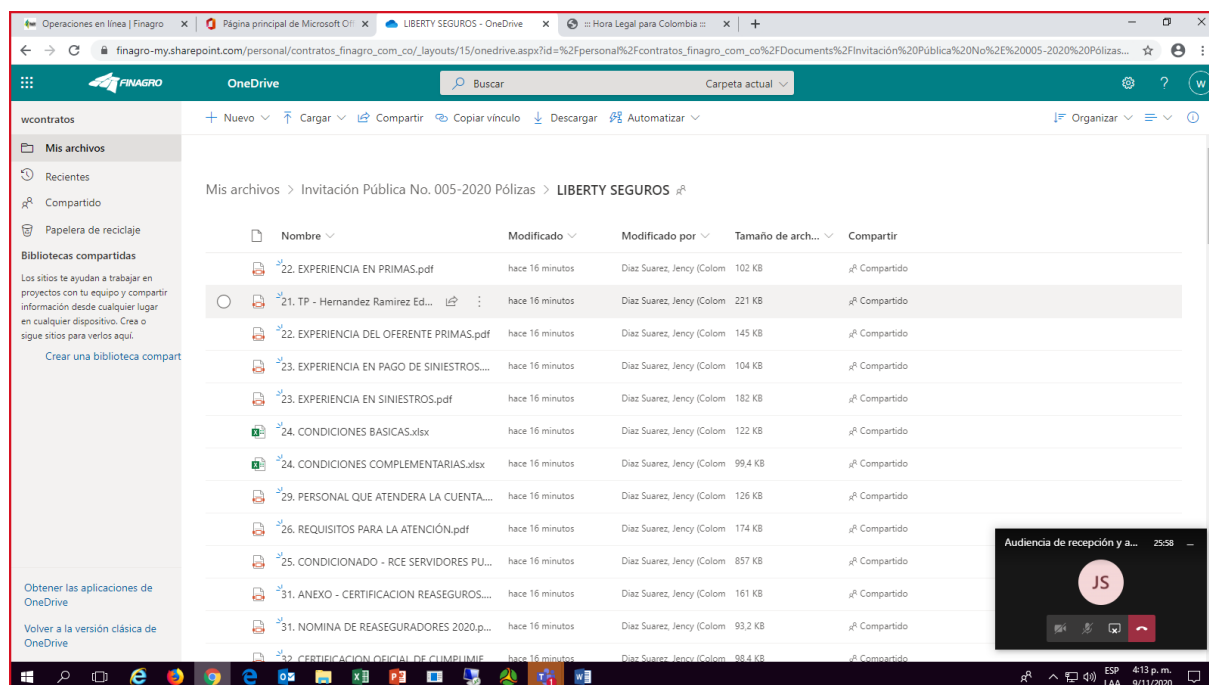 Operaciones en línea | Finagro
Página principal de Microsoft Off
LIBERTY SEGUROS - OneDrive
::: Hora Legal para Colombia :::
finagro-my.sharepoint.com/personal/contratos_finagro_com_co/_layouts/15/onedrive.aspx?id=%2Fpersonal%2Fcontratos_finagro_com_co%2FDocuments%2FInvitación%20Pública%20No%2E%20005-2020%20Pólizas...
FINAGRO OneDrive Buscar Carpeta actual ? W
wcontratos
Nuevo Cargar Compartir Copiar vínculo Descargar Automatizar Organizar
Mis archivos
Recientes
Compartido
Papelera de reciclaje
Bibliotecas compartidas
Los sitios te ayudan a trabajar en
proyectos con tu equipo y compartir
información desde cualquier lugar
en cualquier dispositivo. Crea o
sigue sitios para verlos aquí.
Crear una biblioteca compart
Obtener las aplicaciones de
OneDrive
Volver a la versión clásica de
OneDrive
Mis archivos > Invitación Pública No. 005-2020 Pólizas > LIBERTY SEGUROS
Nombre Modificado Modificado por Tamaño de arch... Compartir
22. EXPERIENCIA EN PRIMAS.pdf hace 16 minutos Diaz Suarez, Jency (Colom 102 KB Compartido
21. TP - Hernandez Ramirez Ed... hace 16 minutos Diaz Suarez, Jency (Colom 221 KB Compartido
22. EXPERIENCIA DEL OFERENTE PRIMAS.pdf hace 16 minutos Diaz Suarez, Jency (Colom 145 KB Compartido
23. EXPERIENCIA EN PAGO DE SINIESTROS.... hace 16 minutos Diaz Suarez, Jency (Colom 104 KB Compartido
23. EXPERIENCIA EN SINIESTROS.pdf hace 16 minutos Diaz Suarez, Jency (Colom 182 KB Compartido
24. CONDICIONES BASICAS.xlsx hace 16 minutos Diaz Suarez, Jency (Colom 122 KB Compartido
24. CONDICIONES COMPLEMENTARIAS.xlsx hace 16 minutos Diaz Suarez, Jency (Colom 99,4 KB Compartido
29. PERSONAL QUE ATENDERA LA CUENTA.... hace 16 minutos Diaz Suarez, Jency (Colom 126 KB Compartido
26. REQUISITOS PARA LA ATENCIÓN.pdf hace 16 minutos Diaz Suarez, Jency (Colom 174 KB Compartido
25. CONDICIONADO - RCE SERVIDORES PU... hace 16 minutos Diaz Suarez, Jency (Colom 857 KB Compartido
31. ANEXO - CERTIFICACION REASEGUROS.... hace 16 minutos Diaz Suarez, Jency (Colom 161 KB Compartido
31. NOMINA DE REASEGURADORES 2020.p... hace 16 minutos Diaz Suarez, Jency (Colom 93,2 KB Compartido
32. CERTIFICACION OFICIAL DE CUMPLIMIE... hace 16 minutos Diaz Suarez, Jency (Colom 98,4 KB Compartido
Audiencia de recepción y a... 25:58
JS
ESP 4:13 p. m.
LAA 9/11/2020